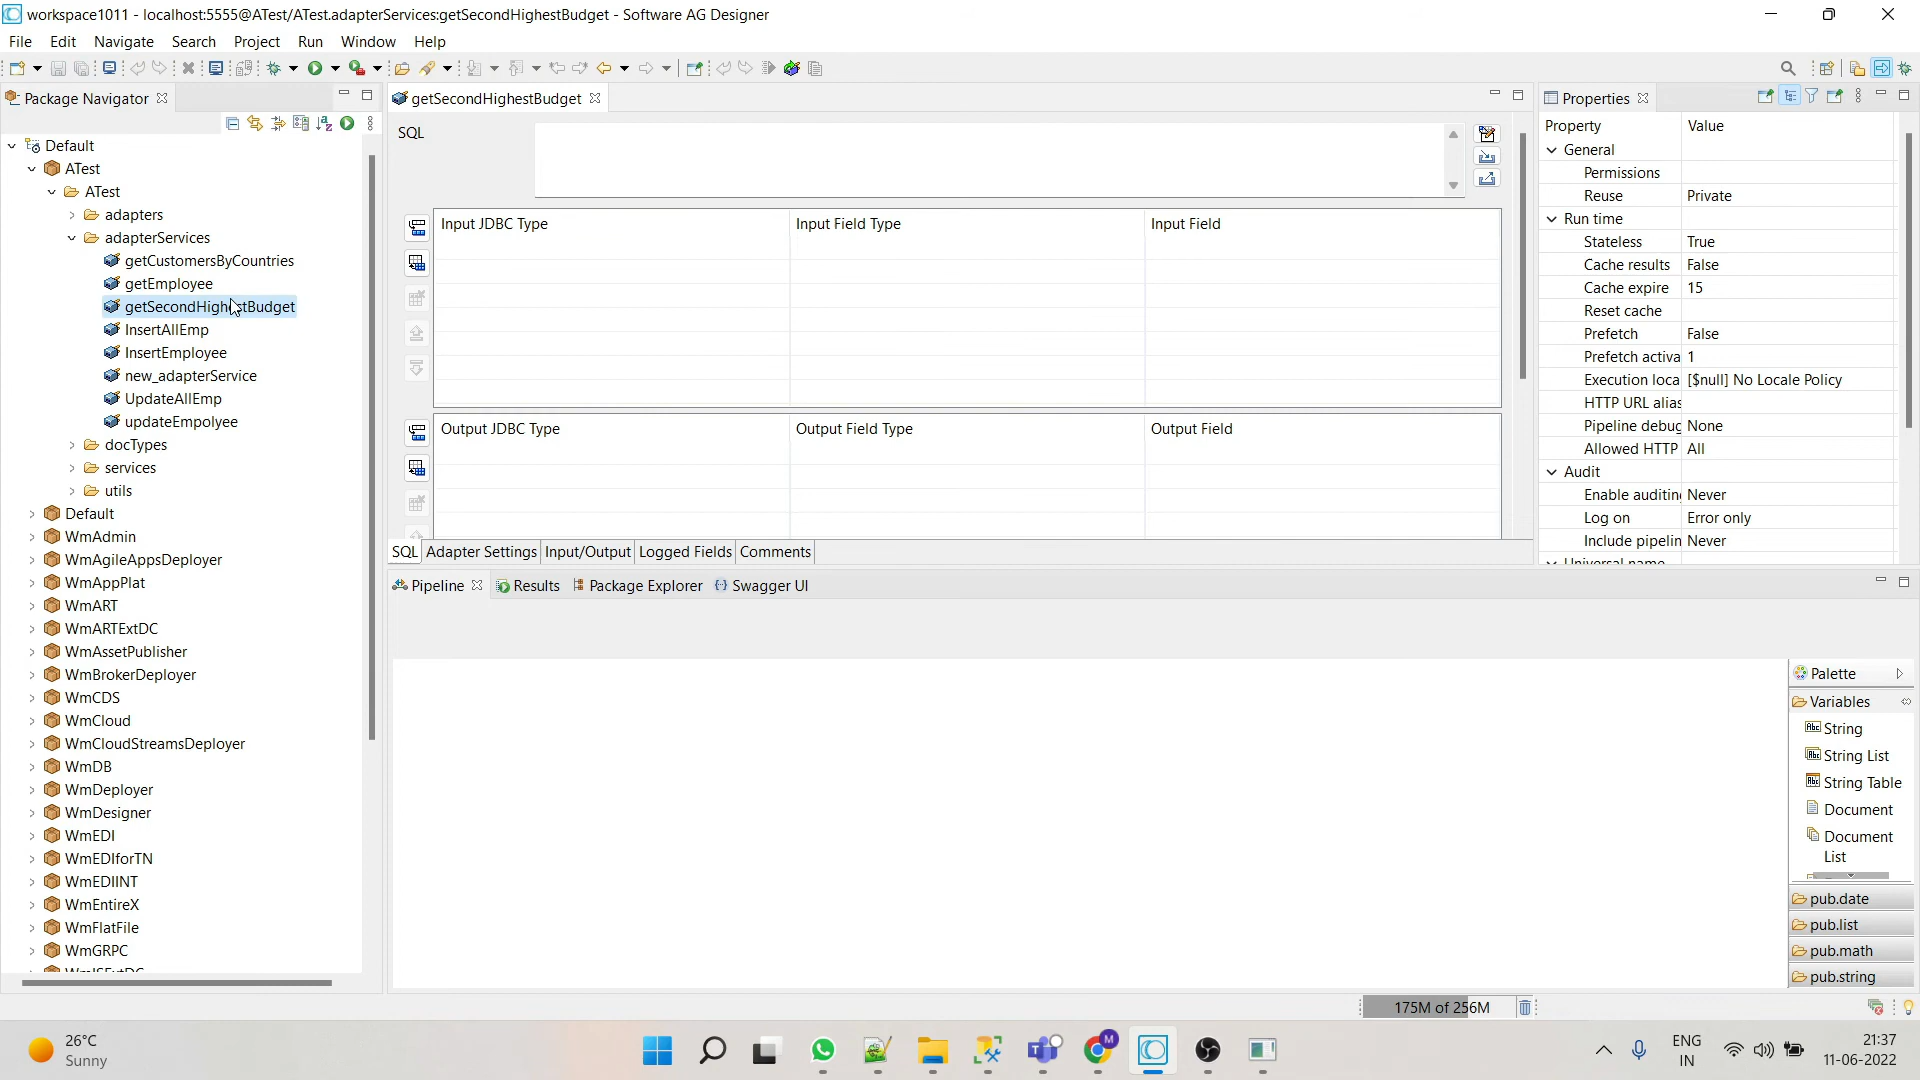 workspace1011 - localhost:5555@ATest/ATest.adapterServices:getSecondHighestBudget - Software AG Designer
File Edit Navigate Search Project Run Window Help
Package Navigator
getSecondHighestBudget
Properties
Default
ATest
ATest
adapters
adapterServices
getCustomersByCountries
getEmployee
getSecondHighestBudget
InsertAllEmp
InsertEmployee
new_adapterService
UpdateAllEmp
updateEmpolyee
docTypes
services
utils
Default
WmAdmin
WmAgileAppsDeployer
WmAppPlat
WmART
WmARTExtDC
WmAssetPublisher
WmBrokerDeployer
WmCDS
WmCloud
WmCloudStreamsDeployer
WmDB
WmDeployer
WmDesigner
WmEDI
WmEDIforTN
WmEDIINT
WmEntireX
WmFlatFile
WmGRPC
SQL
Input JDBC Type Input Field Type Input Field
Output JDBC Type Output Field Type Output Field
SQL Adapter Settings Input/Output Logged Fields Comments
Property Value
General
Permissions
Reuse Private
Run time
Stateless True
Cache results False
Cache expire 15
Reset cache
Prefetch False
Prefetch activa 1
Execution loca [$null] No Locale Policy
HTTP URL alias
Pipeline debug None
Allowed HTTP All
Audit
Enable auditing Never
Log on Error only
Include pipelin Never
Universal name
Pipeline Results Package Explorer Swagger UI
Palette
Variables
String
String List
String Table
Document
Document
List
pub.date
pub.list
pub.math
pub.string
175M of 256M
26°C
Sunny
M
ENG
IN
21:37
11-06-2022